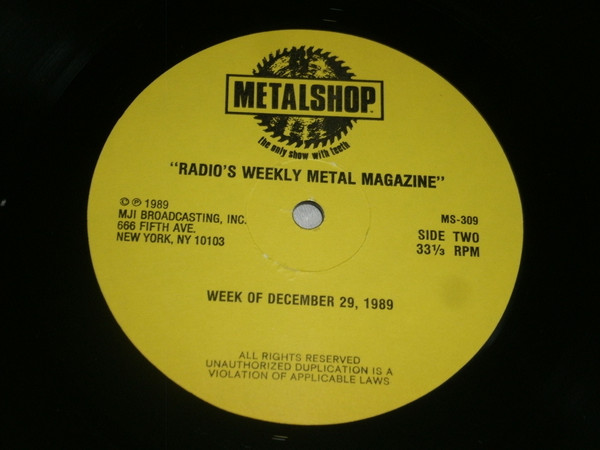 METALSHOP
the only show with teeth
"RADIO'S WEEKLY METAL MAGAZINE"
© ℗ 1989
MJI BROADCASTING, INC.
666 FIFTH AVE.
NEW YORK, NY 10103
MS-309
SIDE TWO
33⅓ RPM
WEEK OF DECEMBER 29, 1989
ALL RIGHTS RESERVED
UNAUTHORIZED DUPLICATION IS A
VIOLATION OF APPLICABLE LAWS